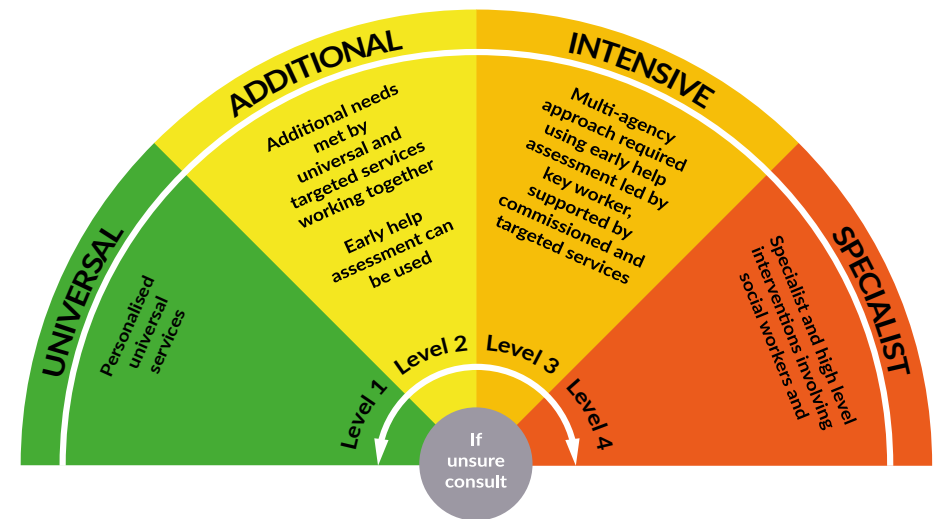 UNIVERSAL
Personalised
universal
services
Level 1
ADDITIONAL
Additional needs
met by
universal and
targeted services
working together
Early help
assessment can
be used
Level 2
INTENSIVE
Multi-agency
approach required
using early help
assessment led by
key worker,
supported by
commissioned and
targeted services
Level 3
SPECIALIST
Specialist and high level
interventions involving
social workers and
Level 4
If
unsure
consult